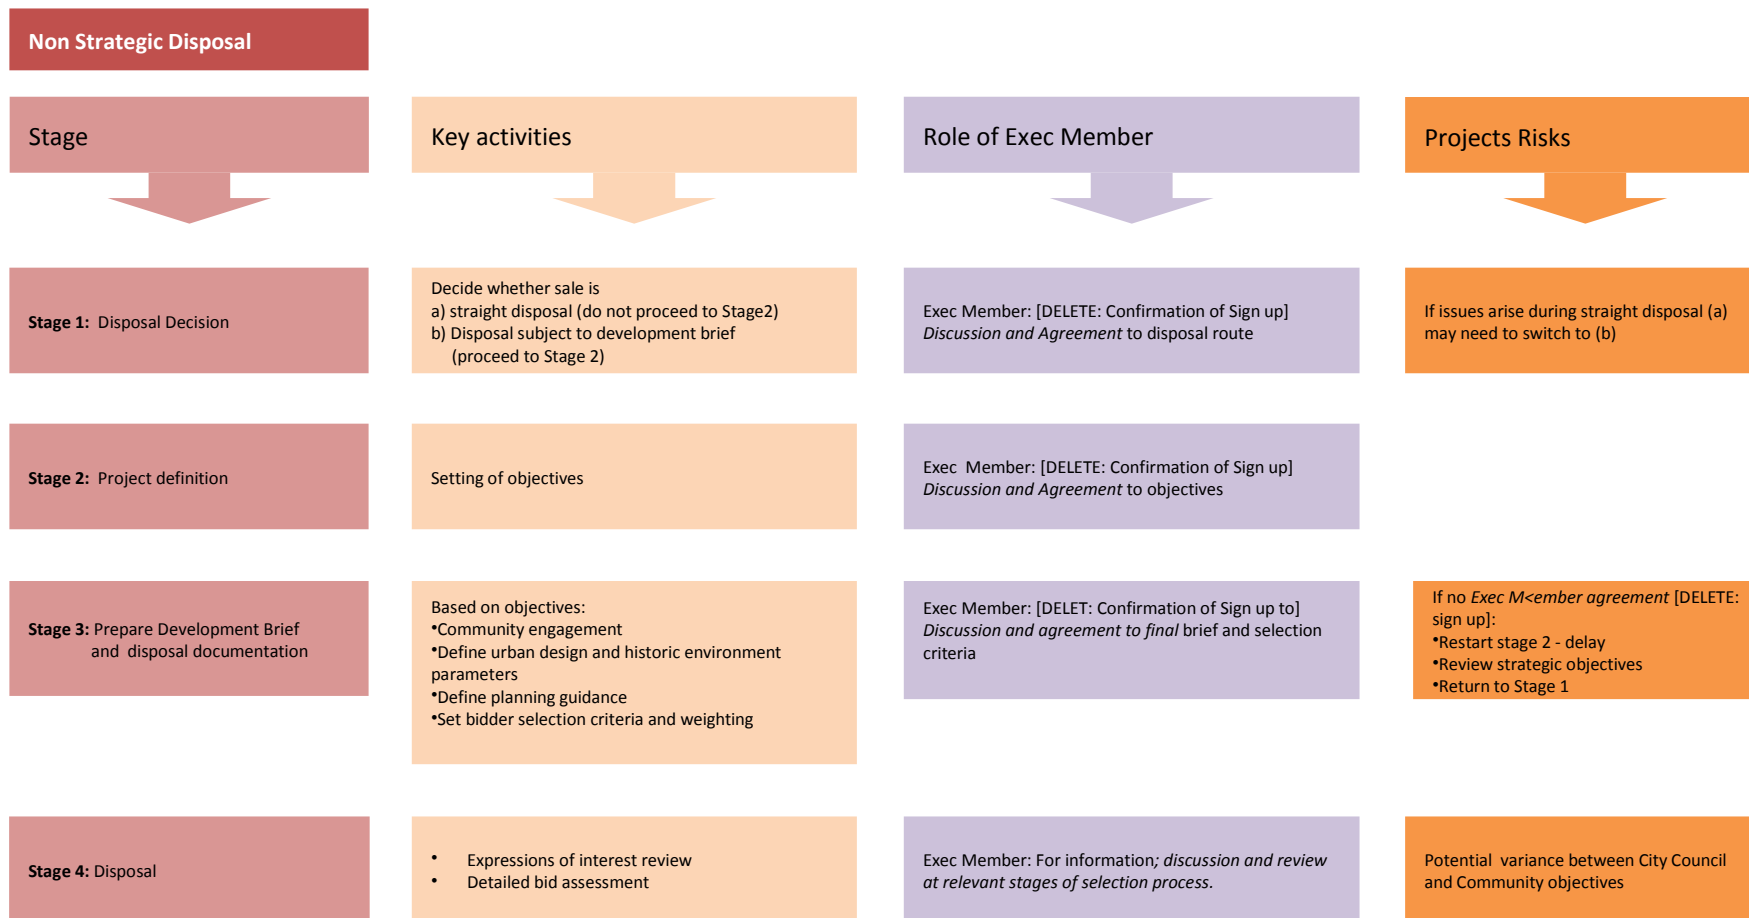 Non Strategic Disposal
Stage
Key activities
Role of Exec Member
Projects Risks
Stage 1: Disposal Decision
Decide whether sale is
a) straight disposal (do not proceed to Stage2)
b) Disposal subject to development brief
(proceed to Stage 2)
Exec Member: [DELETE: Confirmation of Sign up]
Discussion and Agreement to disposal route
If issues arise during straight disposal (a)
may need to switch to (b)
Stage 2: Project definition
Setting of objectives
Exec Member: [DELETE: Confirmation of Sign up]
Discussion and Agreement to objectives
Stage 3: Prepare Development Brief
and disposal documentation
Based on objectives:
•Community engagement
•Define urban design and historic environment
parameters
•Define planning guidance
•Set bidder selection criteria and weighting
Exec Member: [DELET: Confirmation of Sign up to]
Discussion and agreement to final brief and selection
criteria
If no Exec M<ember agreement [DELETE:
sign up]:
•Restart stage 2 - delay
•Review strategic objectives
•Return to Stage 1
Stage 4: Disposal
• Expressions of interest review
• Detailed bid assessment
Exec Member: For information; discussion and review
at relevant stages of selection process.
Potential variance between City Council
and Community objectives